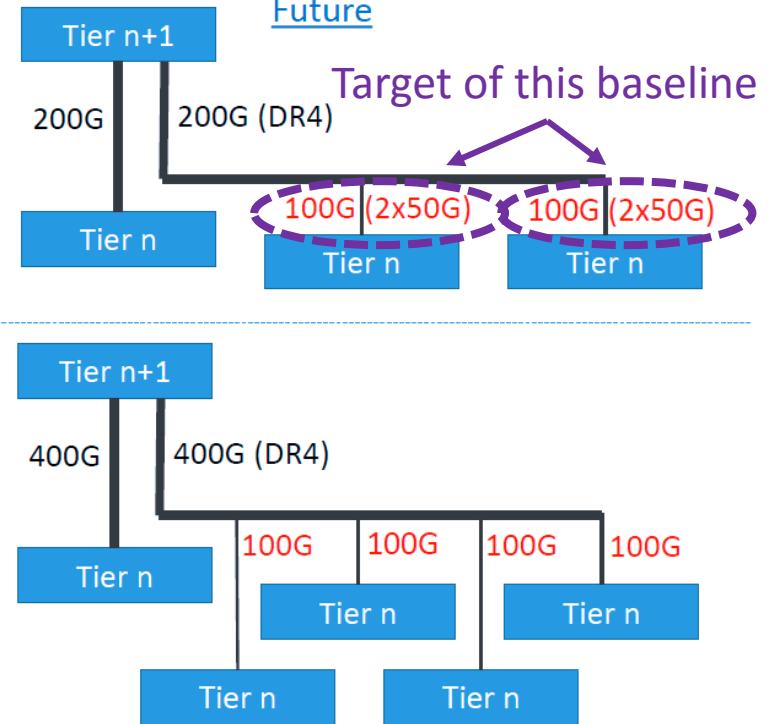 Future
Tier n+1
Target of this baseline
200G
200G (DR4)
100G (2x50G)
100G (2x50G)
Tier n
Tier n
Tier n
Tier n+1
400G
400G (DR4)
100G
100G
100G
100G
Tier n
Tier n
Tier n
Tier n
Tier n